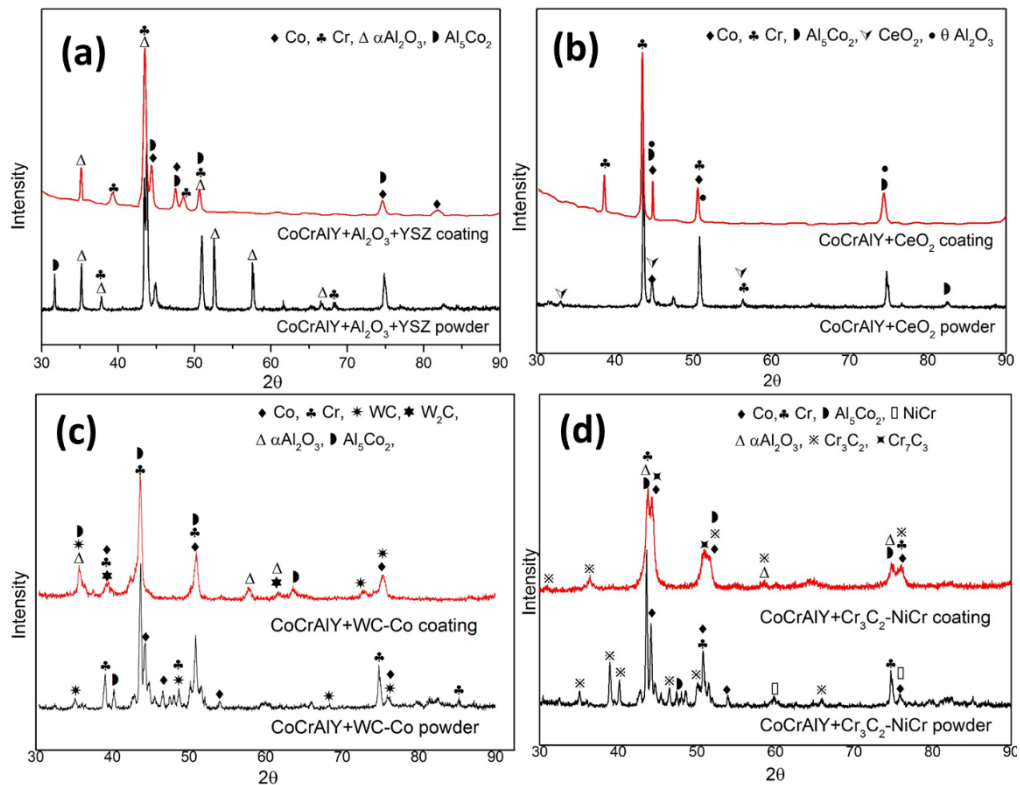 (a)
♦ Co, ♣ Cr, Δ αAl₂O₃, ◗ Al₅Co₂
Intensity
CoCrAlY+Al₂O₃+YSZ coating
CoCrAlY+Al₂O₃+YSZ powder
30 40 50 60 70 80 90
2θ
(b)
♦Co, ♣ Cr, ◗ Al₅Co₂, CeO₂, • θ Al₂O₃
Intensity
CoCrAlY+CeO₂ coating
CoCrAlY+CeO₂ powder
30 40 50 60 70 80 90
2θ
(c)
♦ Co, ♣ Cr, ✷ WC, ✶ W₂C,
Δ αAl₂O₃, ◗ Al₅Co₂,
Intensity
CoCrAlY+WC-Co coating
CoCrAlY+WC-Co powder
30 40 50 60 70 80 90
2θ
(d)
♦ Co, ♣ Cr, ◗ Al₅Co₂, ▯ NiCr
Δ αAl₂O₃, ※ Cr₃C₂, ✦ Cr₇C₃
Intensity
CoCrAlY+Cr₃C₂-NiCr coating
CoCrAlY+Cr₃C₂-NiCr powder
30 40 50 60 70 80 90
2θ